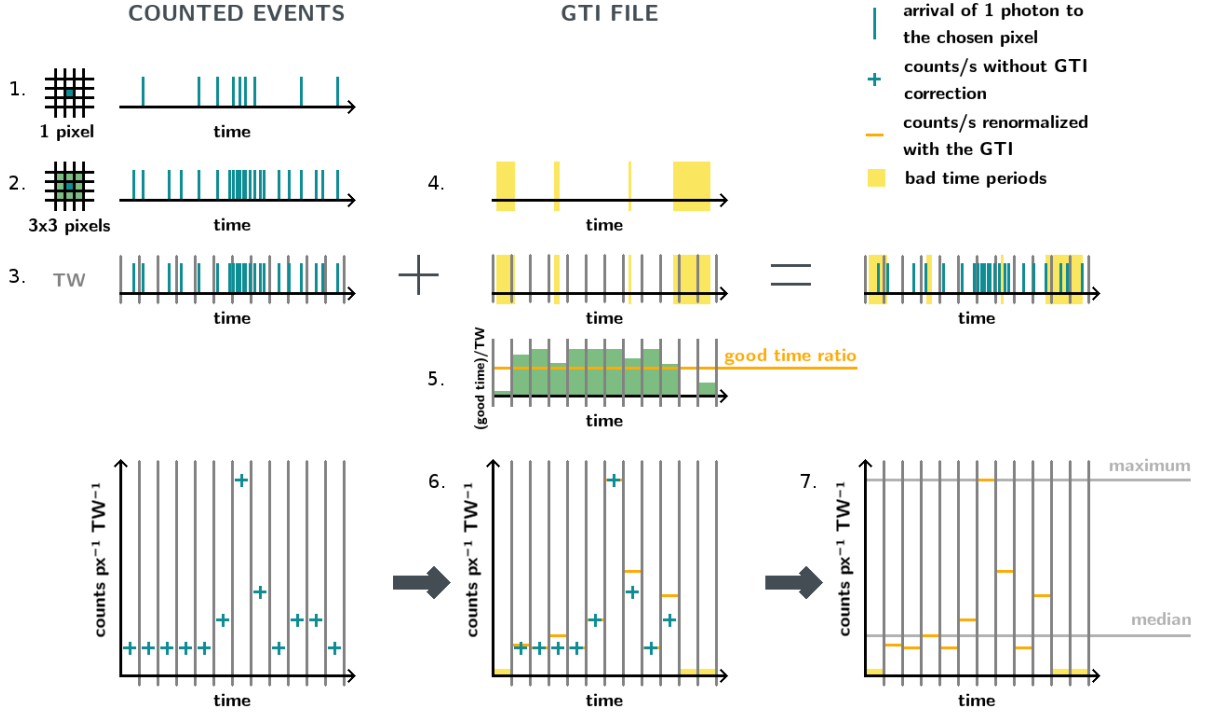 COUNTED EVENTS
GTI FILE
arrival of 1 photon to
the chosen pixel
counts/s without GTI
correction
counts/s renormalized
with the GTI
bad time periods
1.
1 pixel
time
2.
3x3 pixels
time
4.
time
3.
TW
time
time
time
5.
(good time)/TW
good time ratio
time
counts px⁻¹ TW⁻¹
time
6.
counts px⁻¹ TW⁻¹
time
7.
counts px⁻¹ TW⁻¹
maximum
median
time